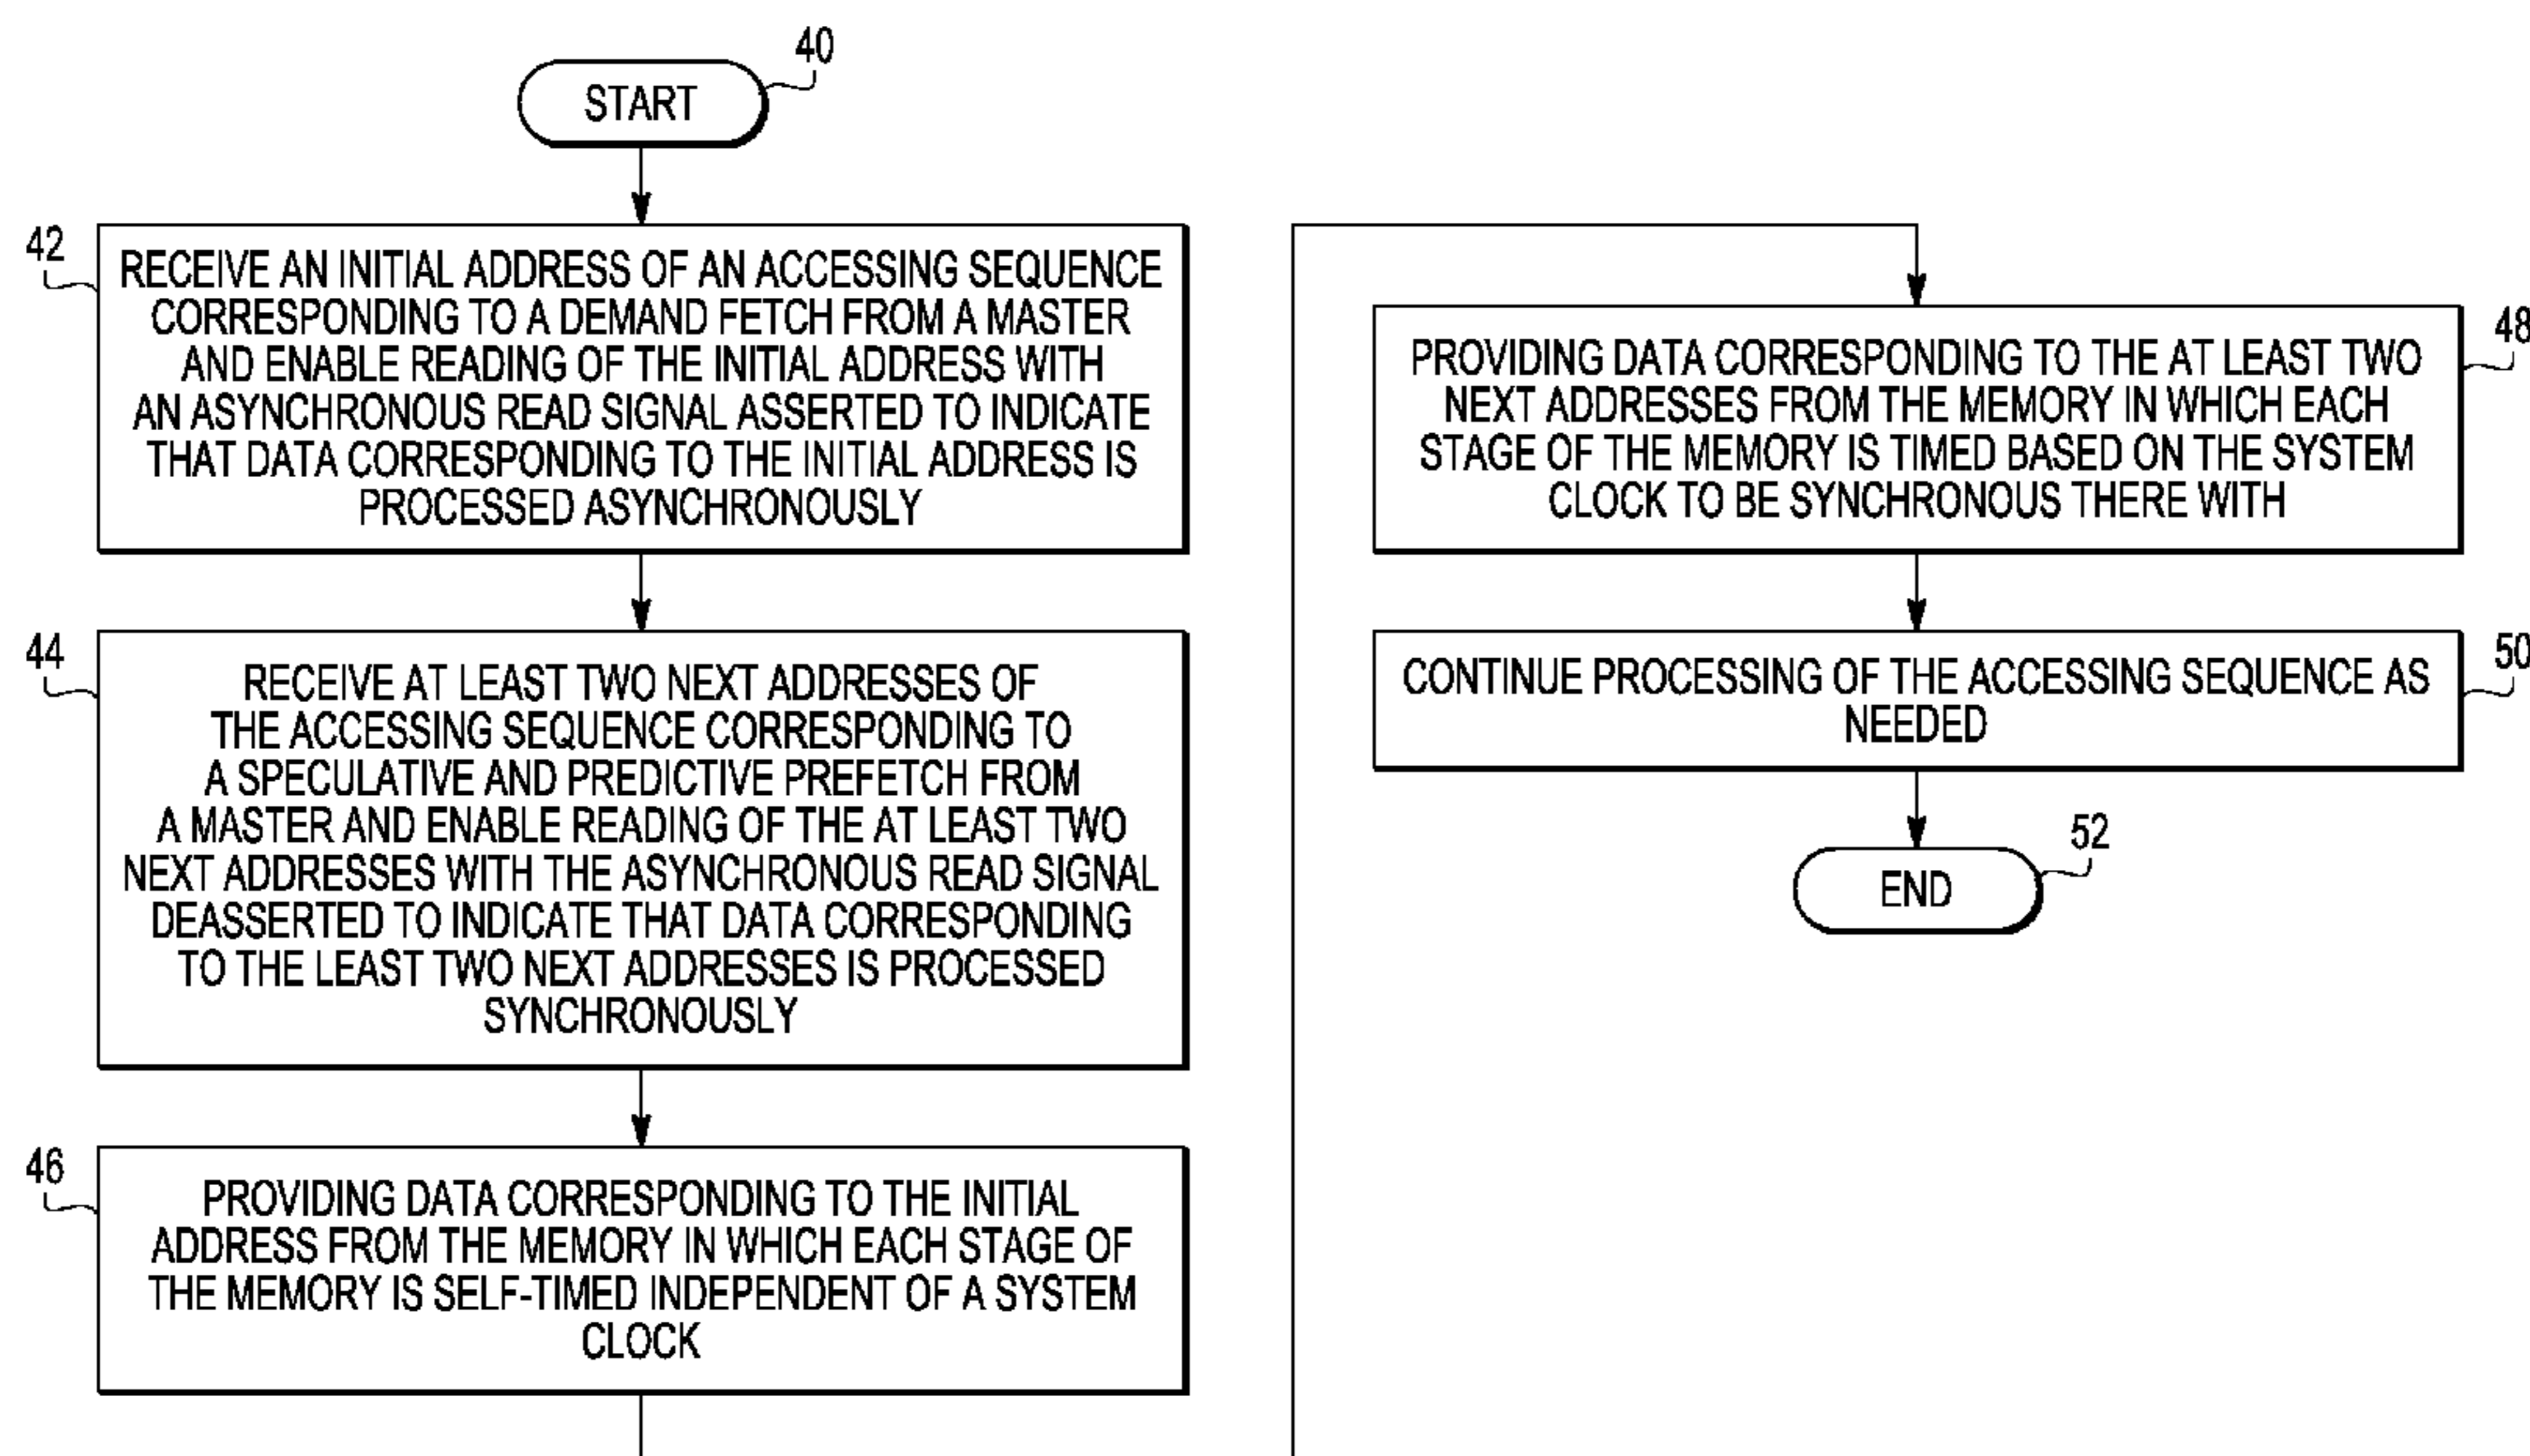 40
START
42
RECEIVE AN INITIAL ADDRESS OF AN ACCESSING SEQUENCE
CORRESPONDING TO A DEMAND FETCH FROM A MASTER
AND ENABLE READING OF THE INITIAL ADDRESS WITH
AN ASYNCHRONOUS READ SIGNAL ASSERTED TO INDICATE
THAT DATA CORRESPONDING TO THE INITIAL ADDRESS IS
PROCESSED ASYNCHRONOUSLY
44
RECEIVE AT LEAST TWO NEXT ADDRESSES OF
THE ACCESSING SEQUENCE CORRESPONDING TO
A SPECULATIVE AND PREDICTIVE PREFETCH FROM
A MASTER AND ENABLE READING OF THE AT LEAST TWO
NEXT ADDRESSES WITH THE ASYNCHRONOUS READ SIGNAL
DEASSERTED TO INDICATE THAT DATA CORRESPONDING
TO THE LEAST TWO NEXT ADDRESSES IS PROCESSED
SYNCHRONOUSLY
46
PROVIDING DATA CORRESPONDING TO THE INITIAL
ADDRESS FROM THE MEMORY IN WHICH EACH STAGE OF
THE MEMORY IS SELF-TIMED INDEPENDENT OF A SYSTEM
CLOCK
48
PROVIDING DATA CORRESPONDING TO THE AT LEAST TWO
NEXT ADDRESSES FROM THE MEMORY IN WHICH EACH
STAGE OF THE MEMORY IS TIMED BASED ON THE SYSTEM
CLOCK TO BE SYNCHRONOUS THERE WITH
50
CONTINUE PROCESSING OF THE ACCESSING SEQUENCE AS
NEEDED
52
END